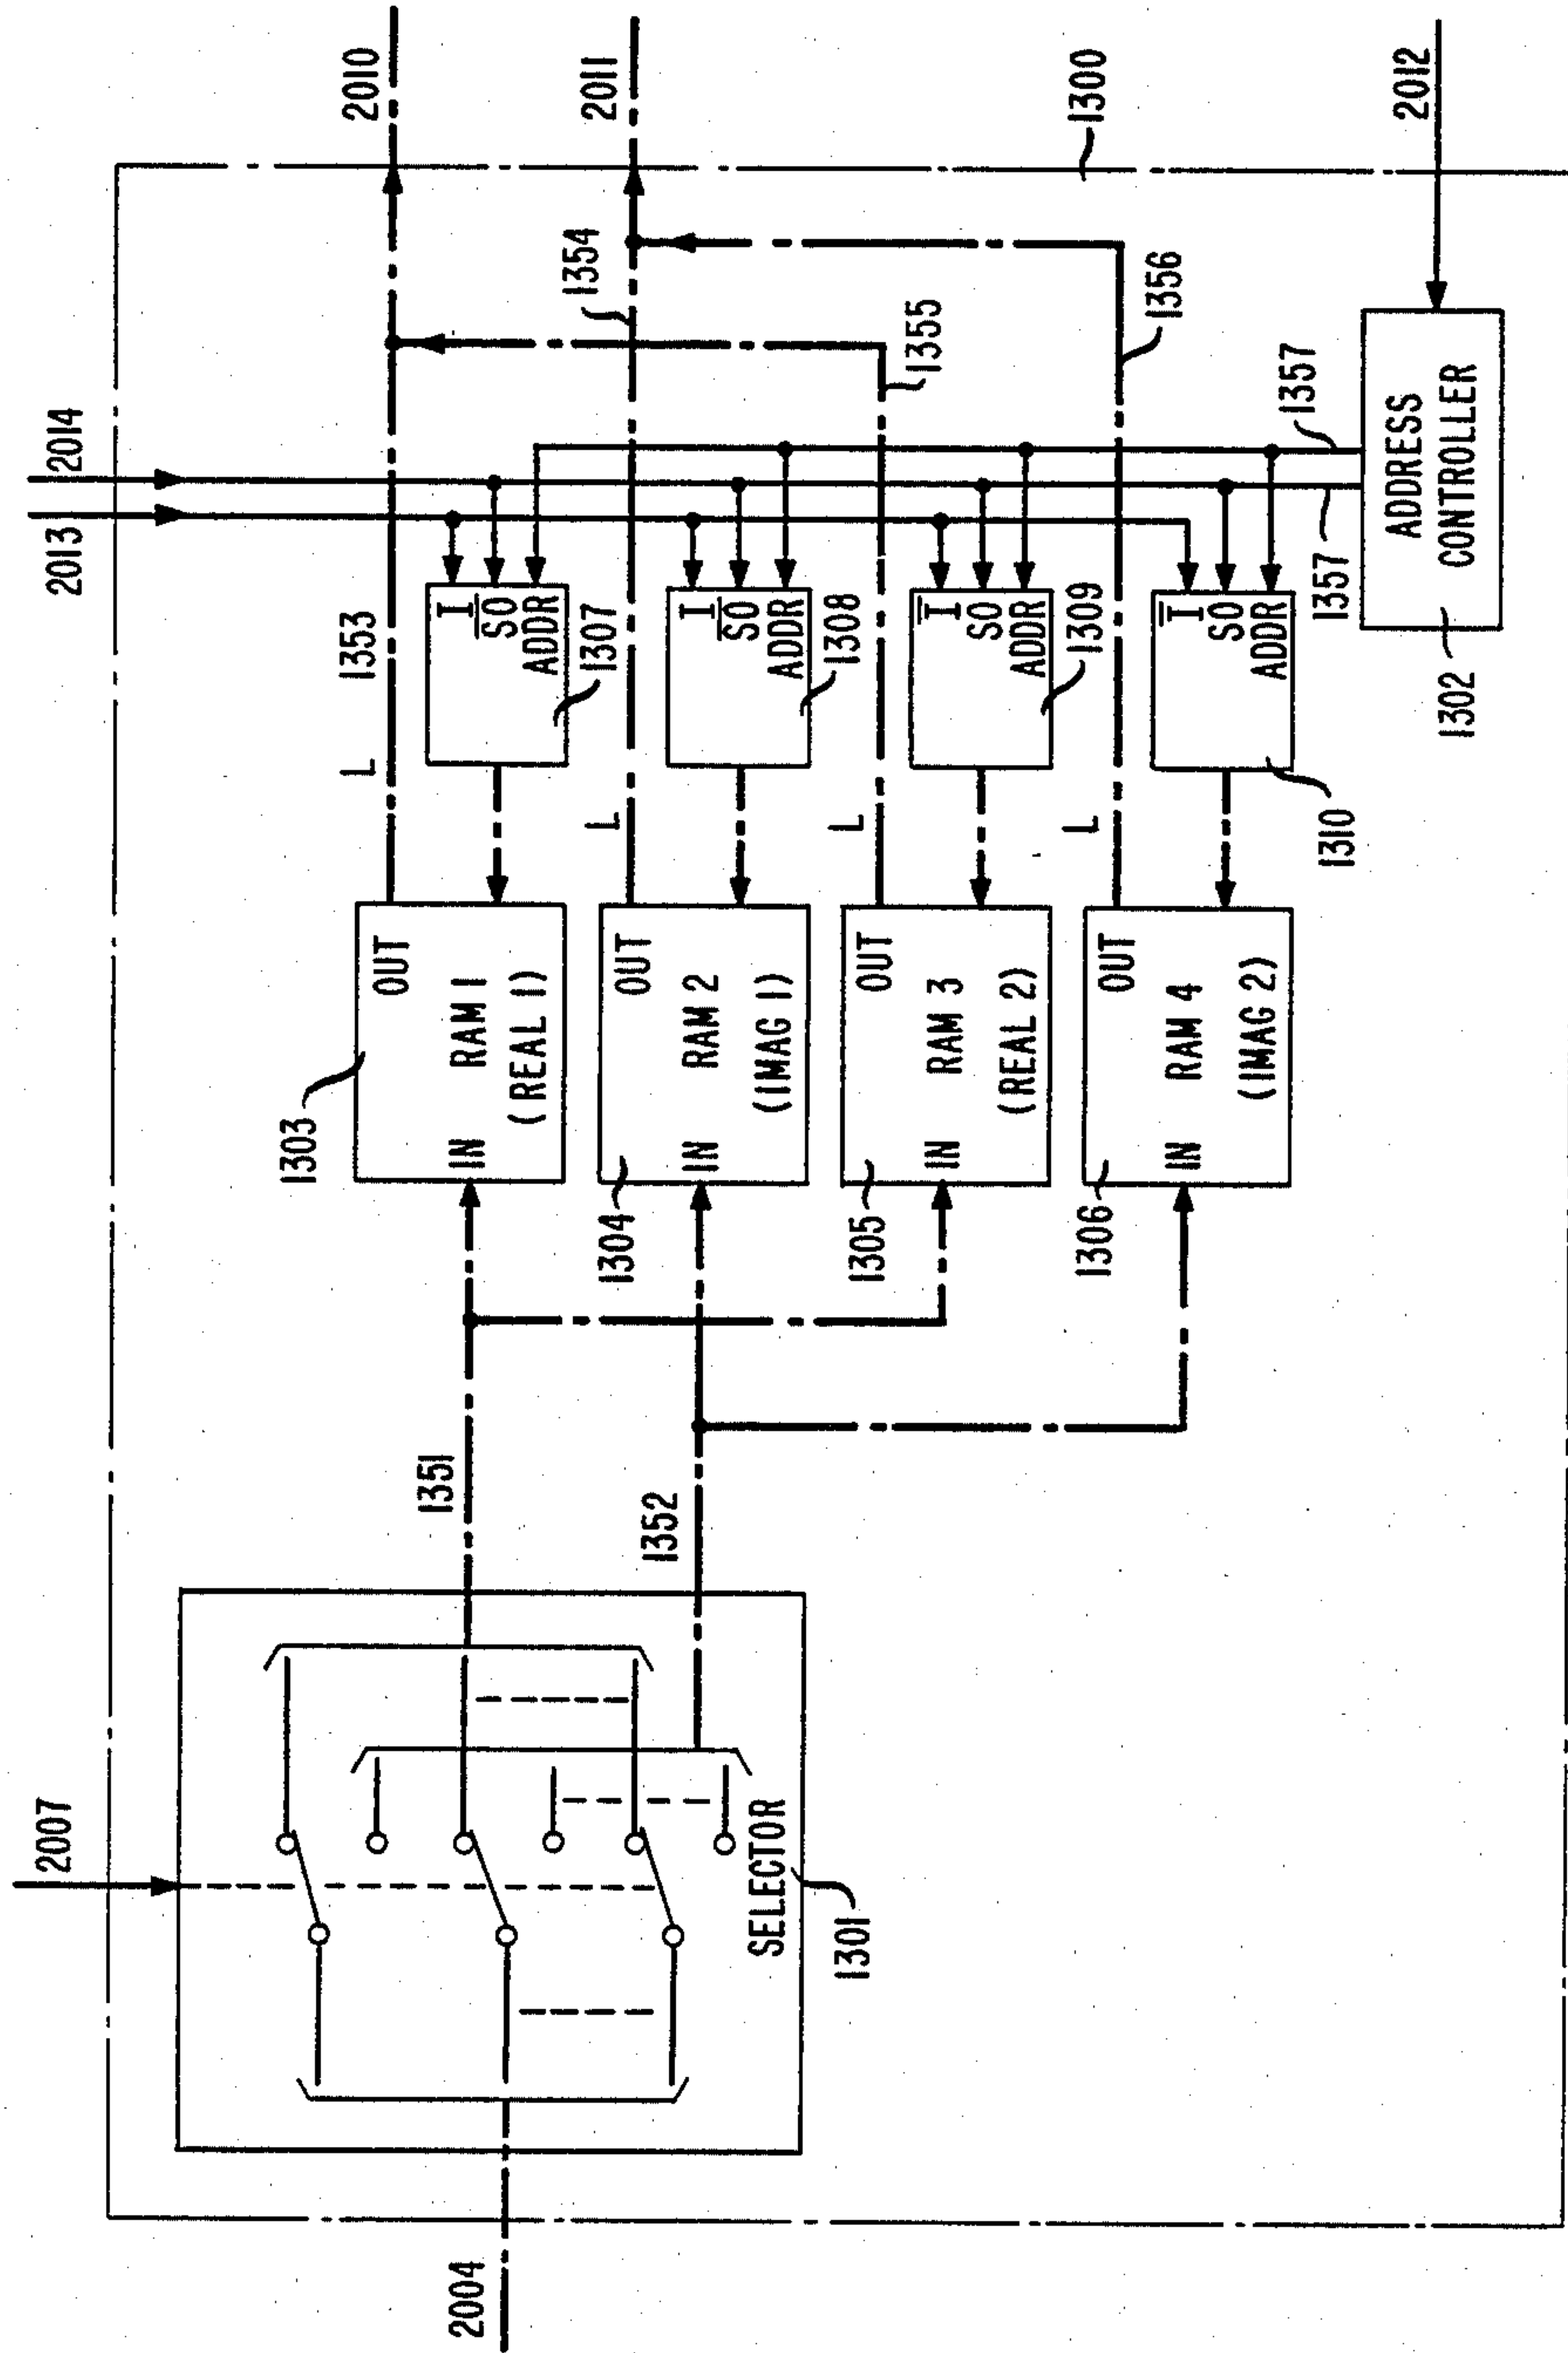 2013
2014
2010
2011
2012
2007
2004
1300
1353
1354
1355
1356
1357
1357
L
L
L
L
I
SO
ADDR
1307
I
SO
ADDR
1308
I
SO
ADDR
1309
I
SO
ADDR
1310
ADDRESS
CONTROLLER
1302
OUT
IN RAM 1
(REAL 1)
1303
OUT
IN RAM 2
(IMAG 1)
1304
OUT
IN RAM 3
(REAL 2)
1305
OUT
IN RAM 4
(IMAG 2)
1306
1351
1352
SELECTOR
1301